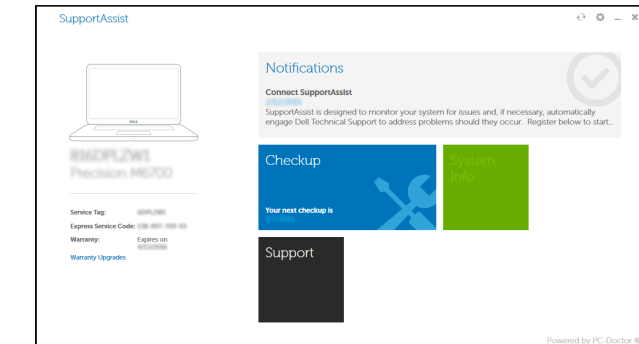 SupportAssist
Notifications
Connect SupportAssist
SupportAssist is designed to monitor your system for issues and, if necessary, automatically
engage Dell Technical Support to address problems should they occur. Register below to start...
DELL
Precision M6700
Service Tag:
Express Service Code:
Warranty: Expires on
Warranty Upgrades
Checkup
Your next checkup is
System
Info
Support
Powered by PC-Doctor ®